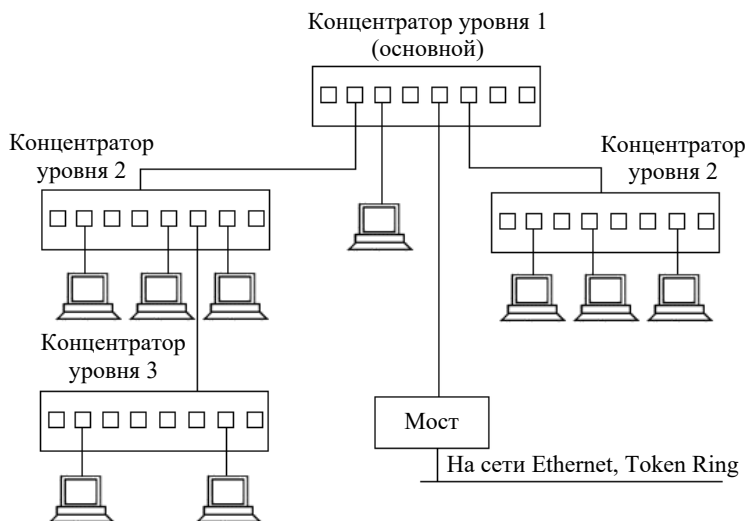 Концентратор уровня 1
(основной)
Концентратор
уровня 2
Концентратор
уровня 2
Концентратор
уровня 3
Мост
На сети Ethernet, Token Ring